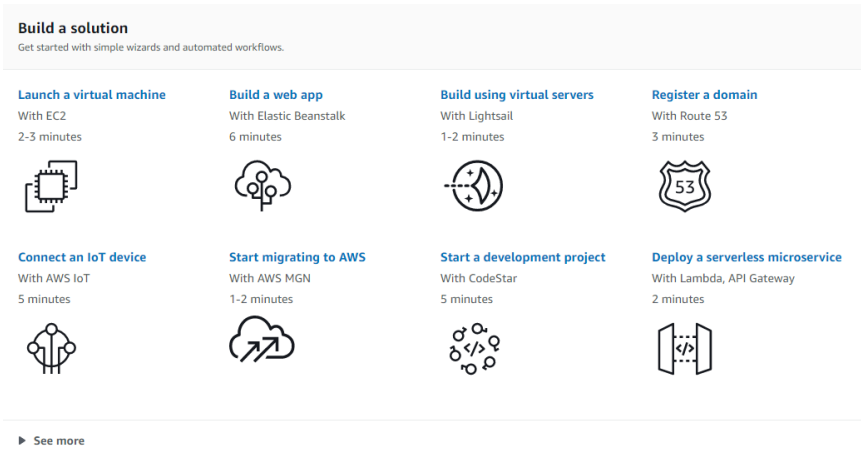 Build a solution
Get started with simple wizards and automated workflows.
Launch a virtual machine
With EC2
2-3 minutes
Build a web app
With Elastic Beanstalk
6 minutes
Build using virtual servers
With Lightsail
1-2 minutes
Register a domain
With Route 53
3 minutes
53
Connect an IoT device
With AWS IoT
5 minutes
Start migrating to AWS
With AWS MGN
1-2 minutes
Start a development project
With CodeStar
5 minutes
</>
Deploy a serverless microservice
With Lambda, API Gateway
2 minutes
</>
See more